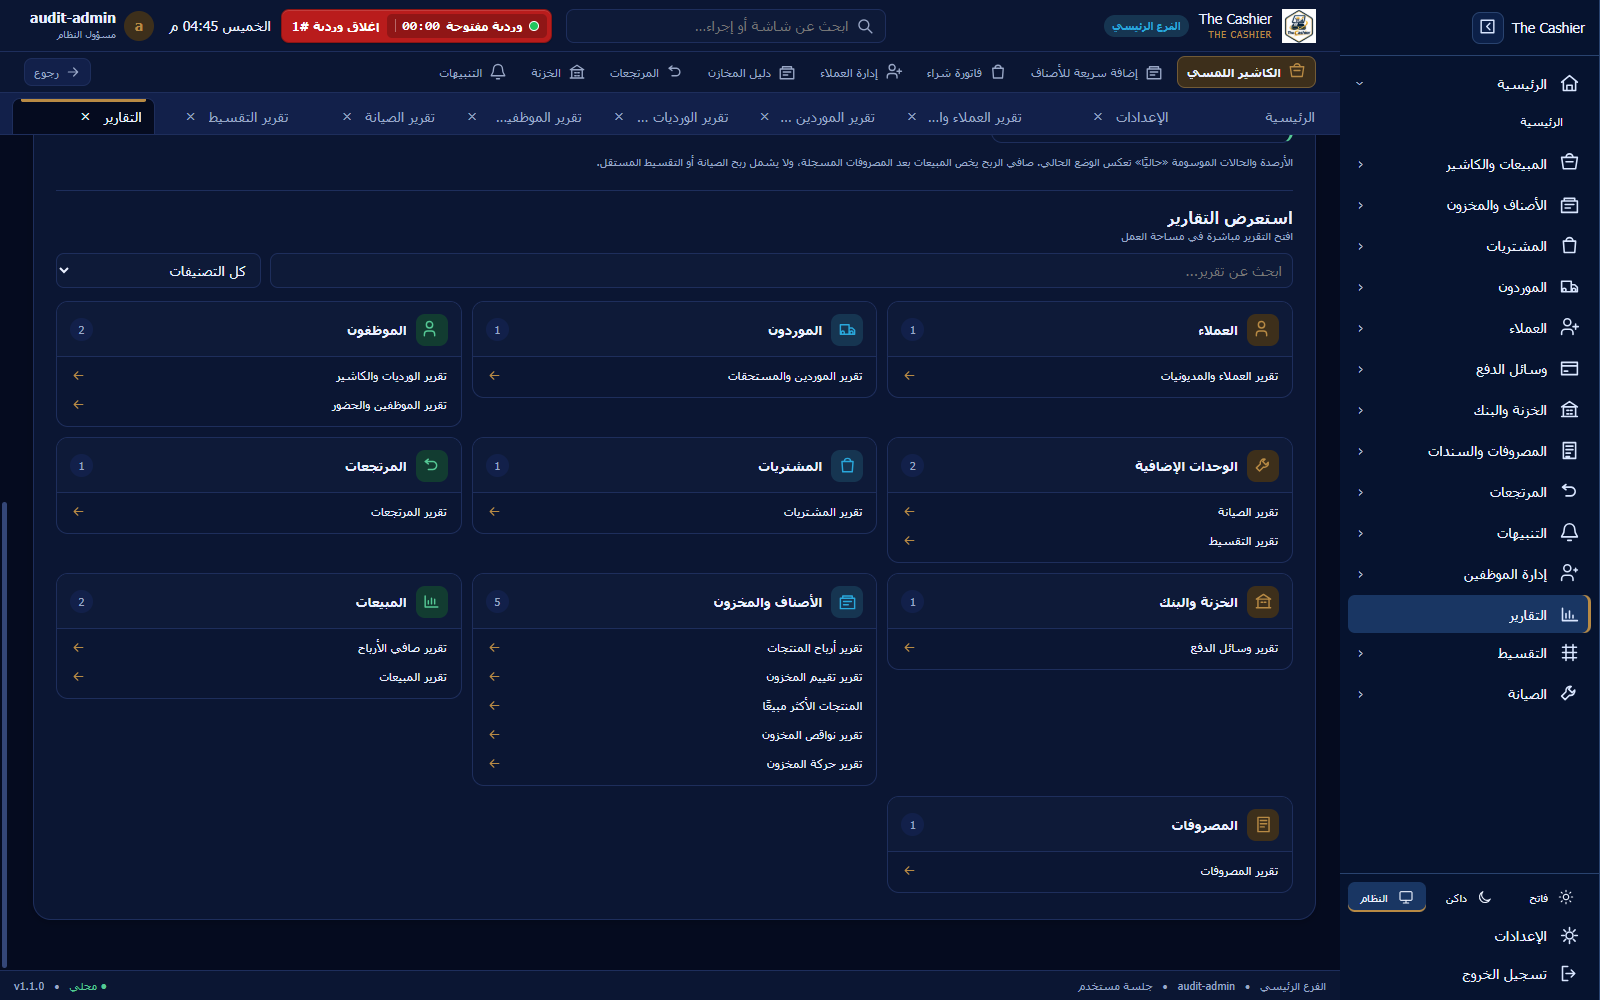 The Cashier
الرئيسية
الرئيسية
المبيعات والكاشير
الأصناف والمخزون
المشتريات
الموردون
العملاء
وسائل الدفع
الخزنة والبنك
المصروفات والسندات
المرتجعات
التنبيهات
إدارة الموظفين
التقارير
التقسيط
الصيانة
فاتح
داكن
النظام
الإعدادات
تسجيل الخروج
The Cashier
THE CASHIER
الفرع الرئيسي
ابحث عن شاشة أو إجراء...
وردية مفتوحة 00:00 | إغلاق وردية #1
الخميس 04:45 م
a
audit-admin
مسؤول النظام
الكاشير اللمسي
إضافة سريعة للأصناف
فاتورة شراء
إدارة العملاء
دليل المخازن
المرتجعات
الخزنة
التنبيهات
رجوع
الرئيسية
الإعدادات ×
تقرير العملاء وا... ×
تقرير الموردين ... ×
تقرير الورديات ... ×
تقرير الموظفيـ... ×
تقرير الصيانة ×
تقرير التقسيط ×
التقارير ×
الأرصدة والحالات الموسومة «حاليًا» تعكس الوضع الحالي. صافي الربح يخص المبيعات بعد المصروفات المسجلة، ولا يشمل ربح الصيانة أو التقسيط المستقل.
استعرض التقارير
افتح التقرير مباشرة في مساحة العمل
ابحث عن تقرير...
كل التصنيفات
العملاء 1
تقرير العملاء والمديونيات
الموردون 1
تقرير الموردين والمستحقات
الموظفون 2
تقرير الورديات والكاشير
تقرير الموظفين والحضور
الوحدات الإضافية 2
تقرير الصيانة
تقرير التقسيط
المشتريات 1
تقرير المشتريات
المرتجعات 1
تقرير المرتجعات
الخزنة والبنك 1
تقرير وسائل الدفع
الأصناف والمخزون 5
تقرير أرباح المنتجات
تقرير تقييم المخزون
المنتجات الأكثر مبيعًا
تقرير نواقص المخزون
تقرير حركة المخزون
المبيعات 2
تقرير صافي الأرباح
تقرير المبيعات
المصروفات 1
تقرير المصروفات
الفرع الرئيسي • audit-admin • جلسة مستخدم
محلي • v1.1.0